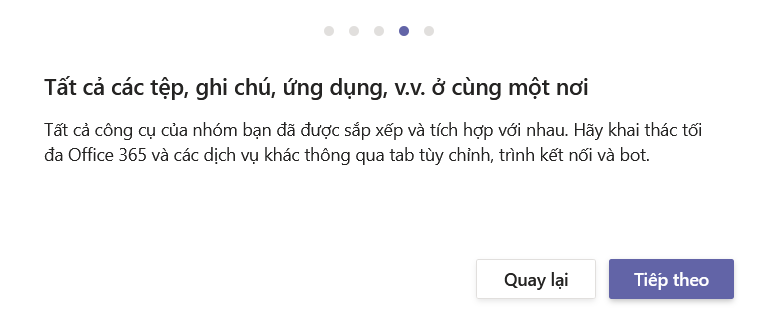 Tất cả các tệp, ghi chú, ứng dụng, v.v. ở cùng một nơi
Tất cả công cụ của nhóm bạn đã được sắp xếp và tích hợp với nhau. Hãy khai thác tối
đa Office 365 và các dịch vụ khác thông qua tab tùy chỉnh, trình kết nối và bot.
Quay lại
Tiếp theo